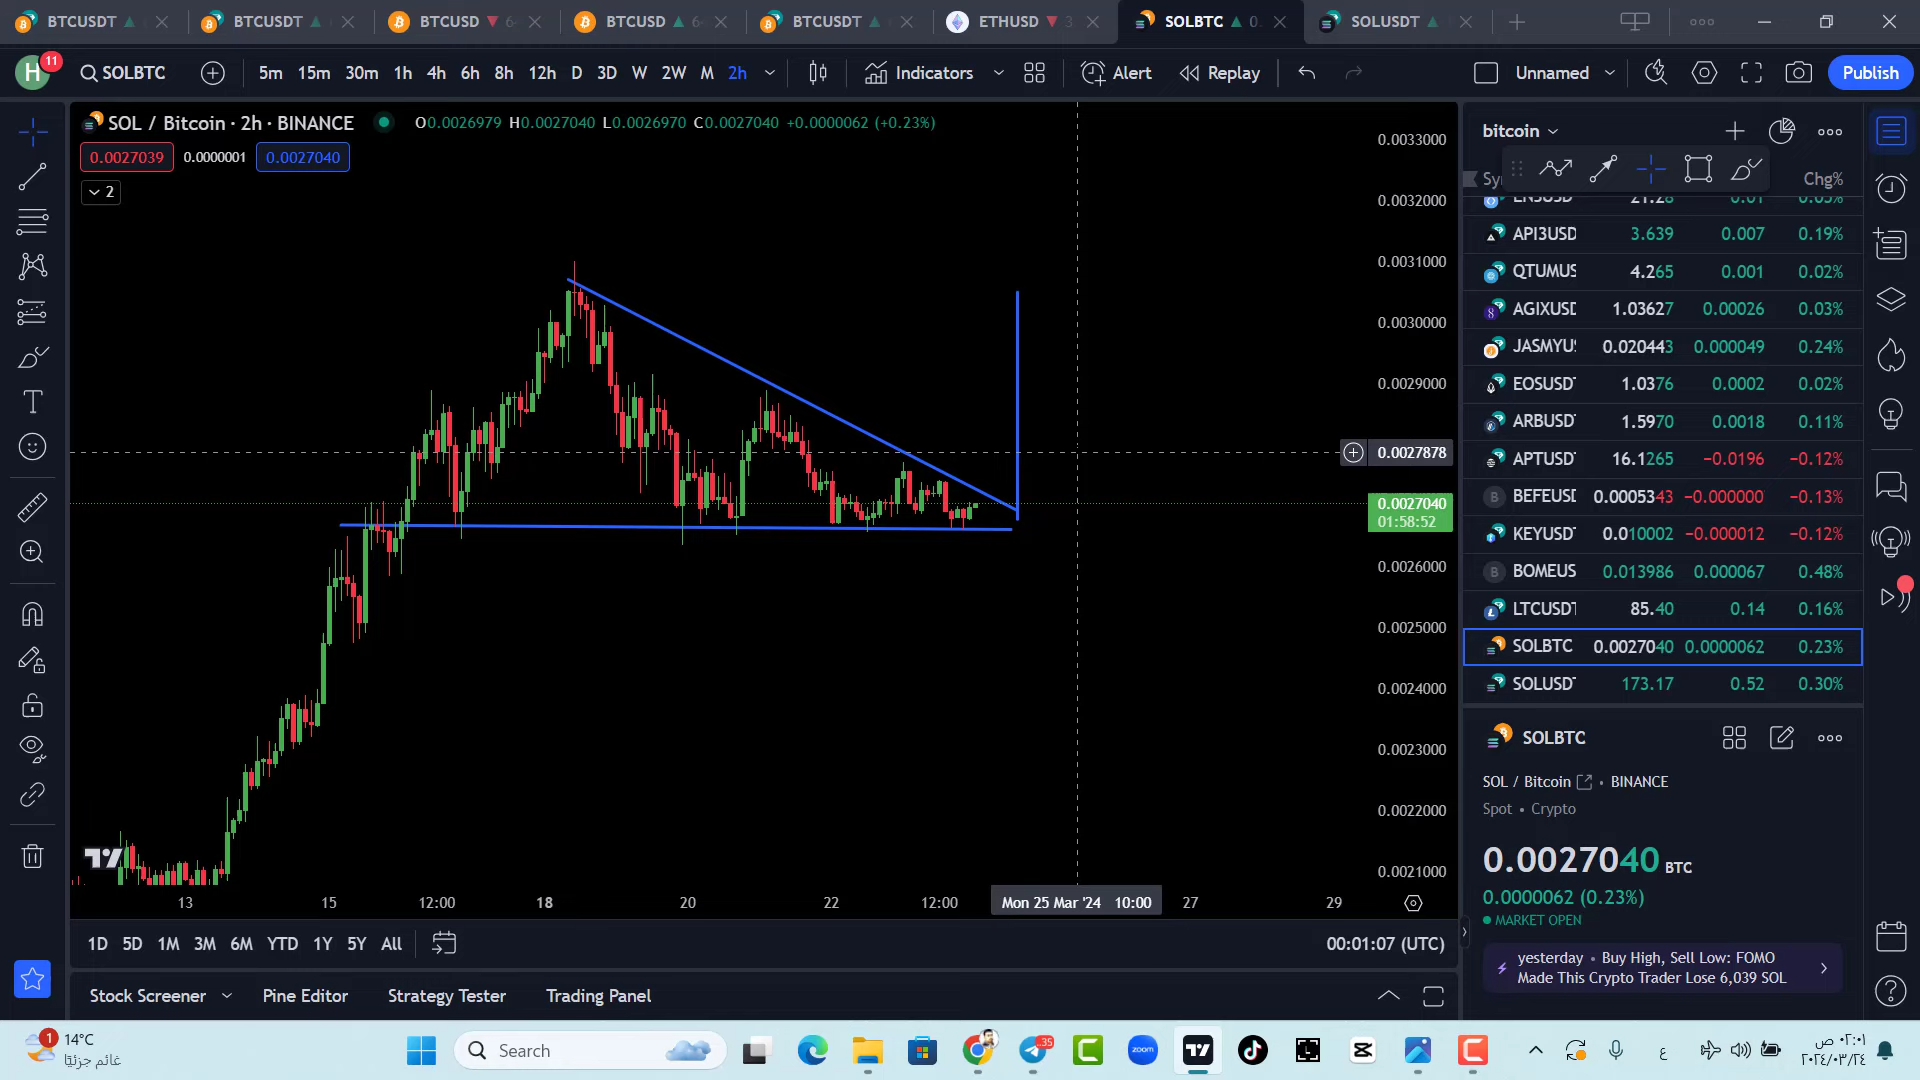 BTCUSDT
BTCUSDT
BTCUSD
BTCUSD
BTCUSDT
ETHUSD
SOLBTC
SOLUSDT
H
11
SOLBTC
5m 15m 30m 1h 4h 6h 8h 12h D 3D W 2W M 2h
Indicators
Alert
Replay
Unnamed
Publish
SOL / Bitcoin · 2h · BINANCE
O0.0026979 H0.0027040 L0.0026970 C0.0027040 +0.0000062 (+0.23%)
0.0027039 0.0000001 0.0027040
2
0.0033000
0.0032000
0.0031000
0.0030000
0.0029000
0.0027878
0.0027040
01:58:52
0.0026000
0.0025000
0.0024000
0.0023000
0.0022000
0.0021000
13 15 12:00 18 20 22 12:00 Mon 25 Mar '24 10:00 27 29
1D 5D 1M 3M 6M YTD 1Y 5Y All
00:01:07 (UTC)
Stock Screener
Pine Editor
Strategy Tester
Trading Panel
bitcoin
Chg%
API3USD 3.639 0.007 0.19%
QTUMUS 4.265 0.001 0.02%
AGIXUSD 1.03627 0.00026 0.03%
JASMYU 0.020443 0.000049 0.24%
EOSUSD 1.0376 0.0002 0.02%
ARBUSD 1.5970 0.0018 0.11%
APTUSD 16.1265 −0.0196 −0.12%
BEFEUSD 0.0005343 −0.000000 −0.13%
KEYUSD 0.010002 −0.000012 −0.12%
BOMEUS 0.013986 0.000067 0.48%
LTCUSD 85.40 0.14 0.16%
SOLBTC 0.0027040 0.0000062 0.23%
SOLUSD 173.17 0.52 0.30%
SOLBTC
SOL / Bitcoin • BINANCE
Spot • Crypto
0.0027040 BTC
0.0000062 (0.23%)
MARKET OPEN
yesterday • Buy High, Sell Low: FOMO
Made This Crypto Trader Lose 6,039 SOL
1
14°C
غائم جزئيًا
Search
35
zoom
ع
٠٢:٠١ ص
٢٠٢٤/٠٣/٢٤